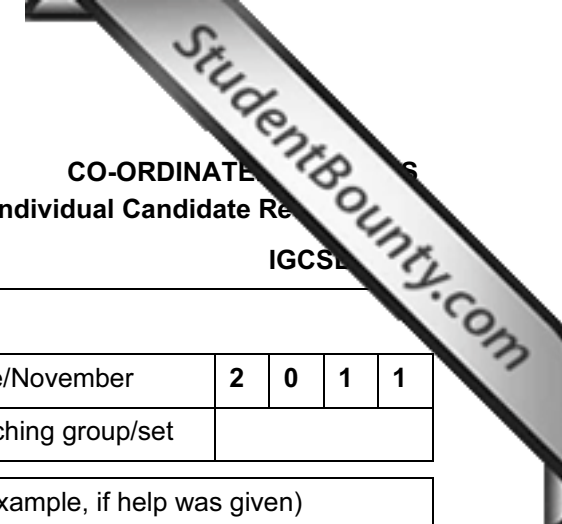 StudentBounty.com
CO-ORDINATE S
ndividual Candidate Re
IGCSE
e/November 2 0 1 1
ching group/set
xample, if help was given)